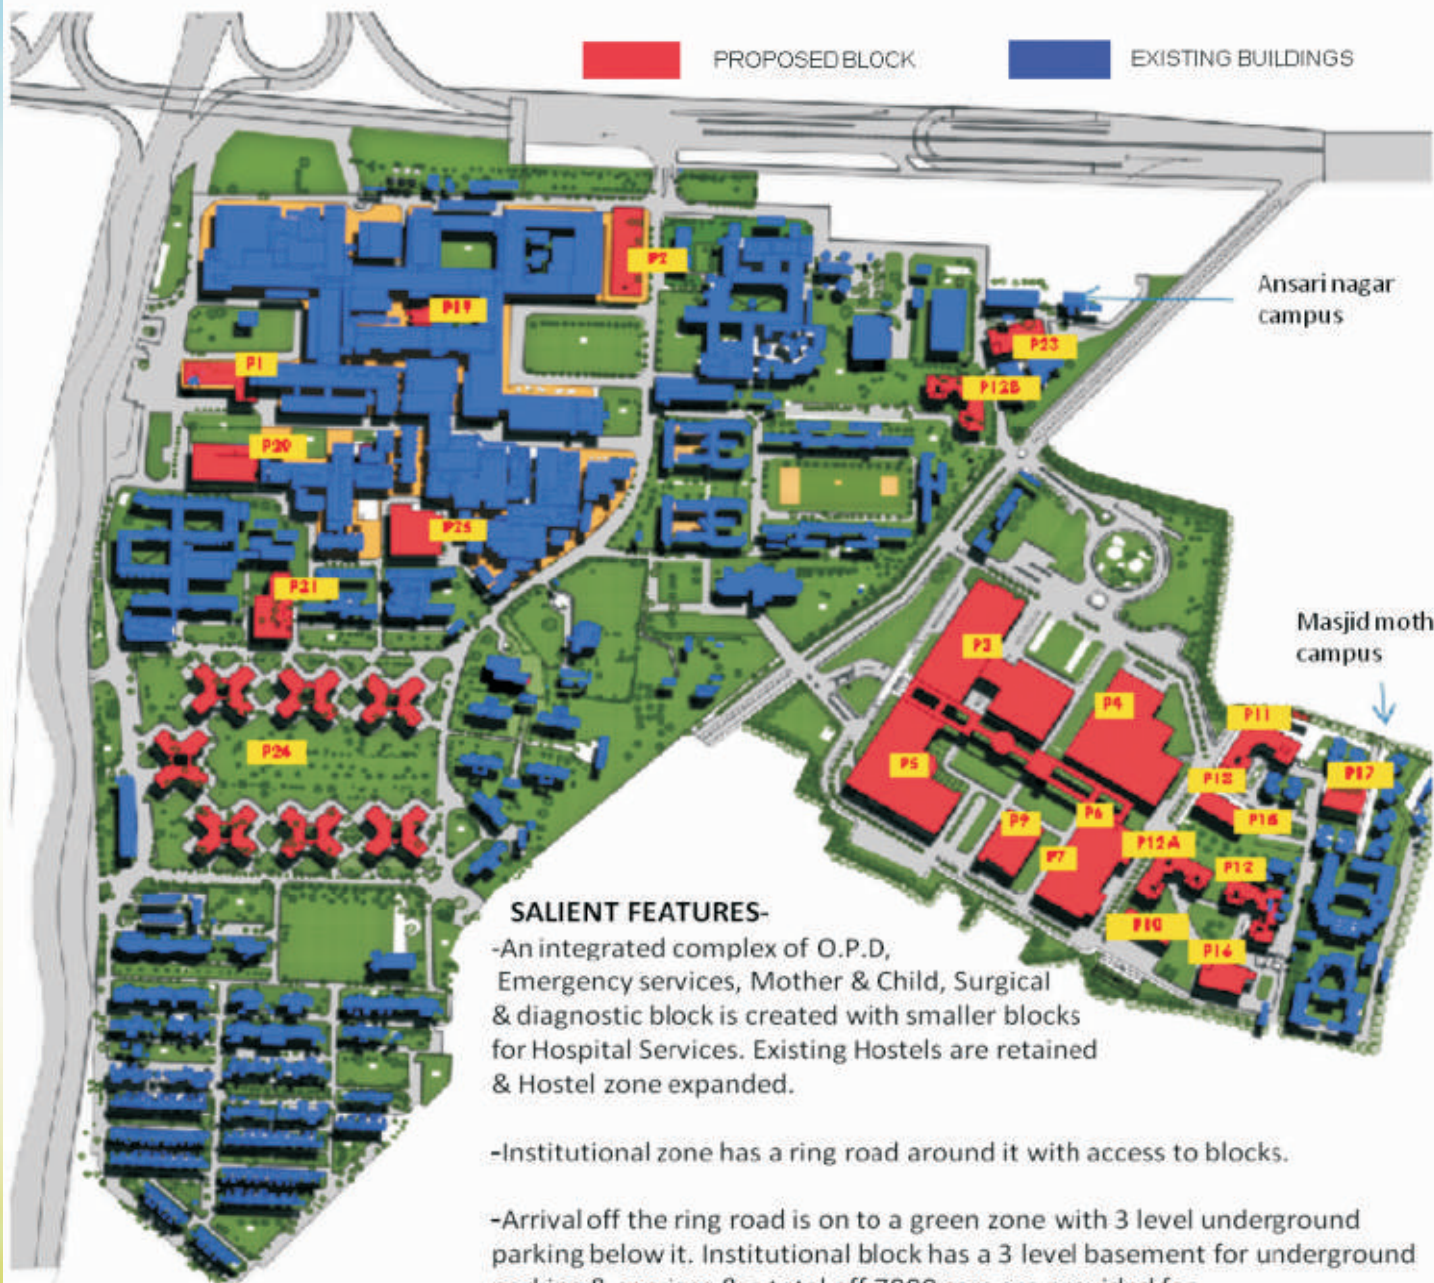 PROPOSED BLOCK
EXISTING BUILDINGS
Ansari nagar
campus
P2
P19
P1
P23
P12B
P20
P25
P21
Masjid moth
campus
P3
P4
P11
P24
P5
P17
P6
P9
P15
P12A
P7
P12
P10
P16
SALIENT FEATURES-
-An integrated complex of O.P.D,
Emergency services, Mother & Child, Surgical
& diagnostic block is created with smaller blocks
for Hospital Services. Existing Hostels are retained
& Hostel zone expanded.
-Institutional zone has a ring road around it with access to blocks.
-Arrival off the ring road is on to a green zone with 3 level underground
parking below it. Institutional block has a 3 level basement for underground